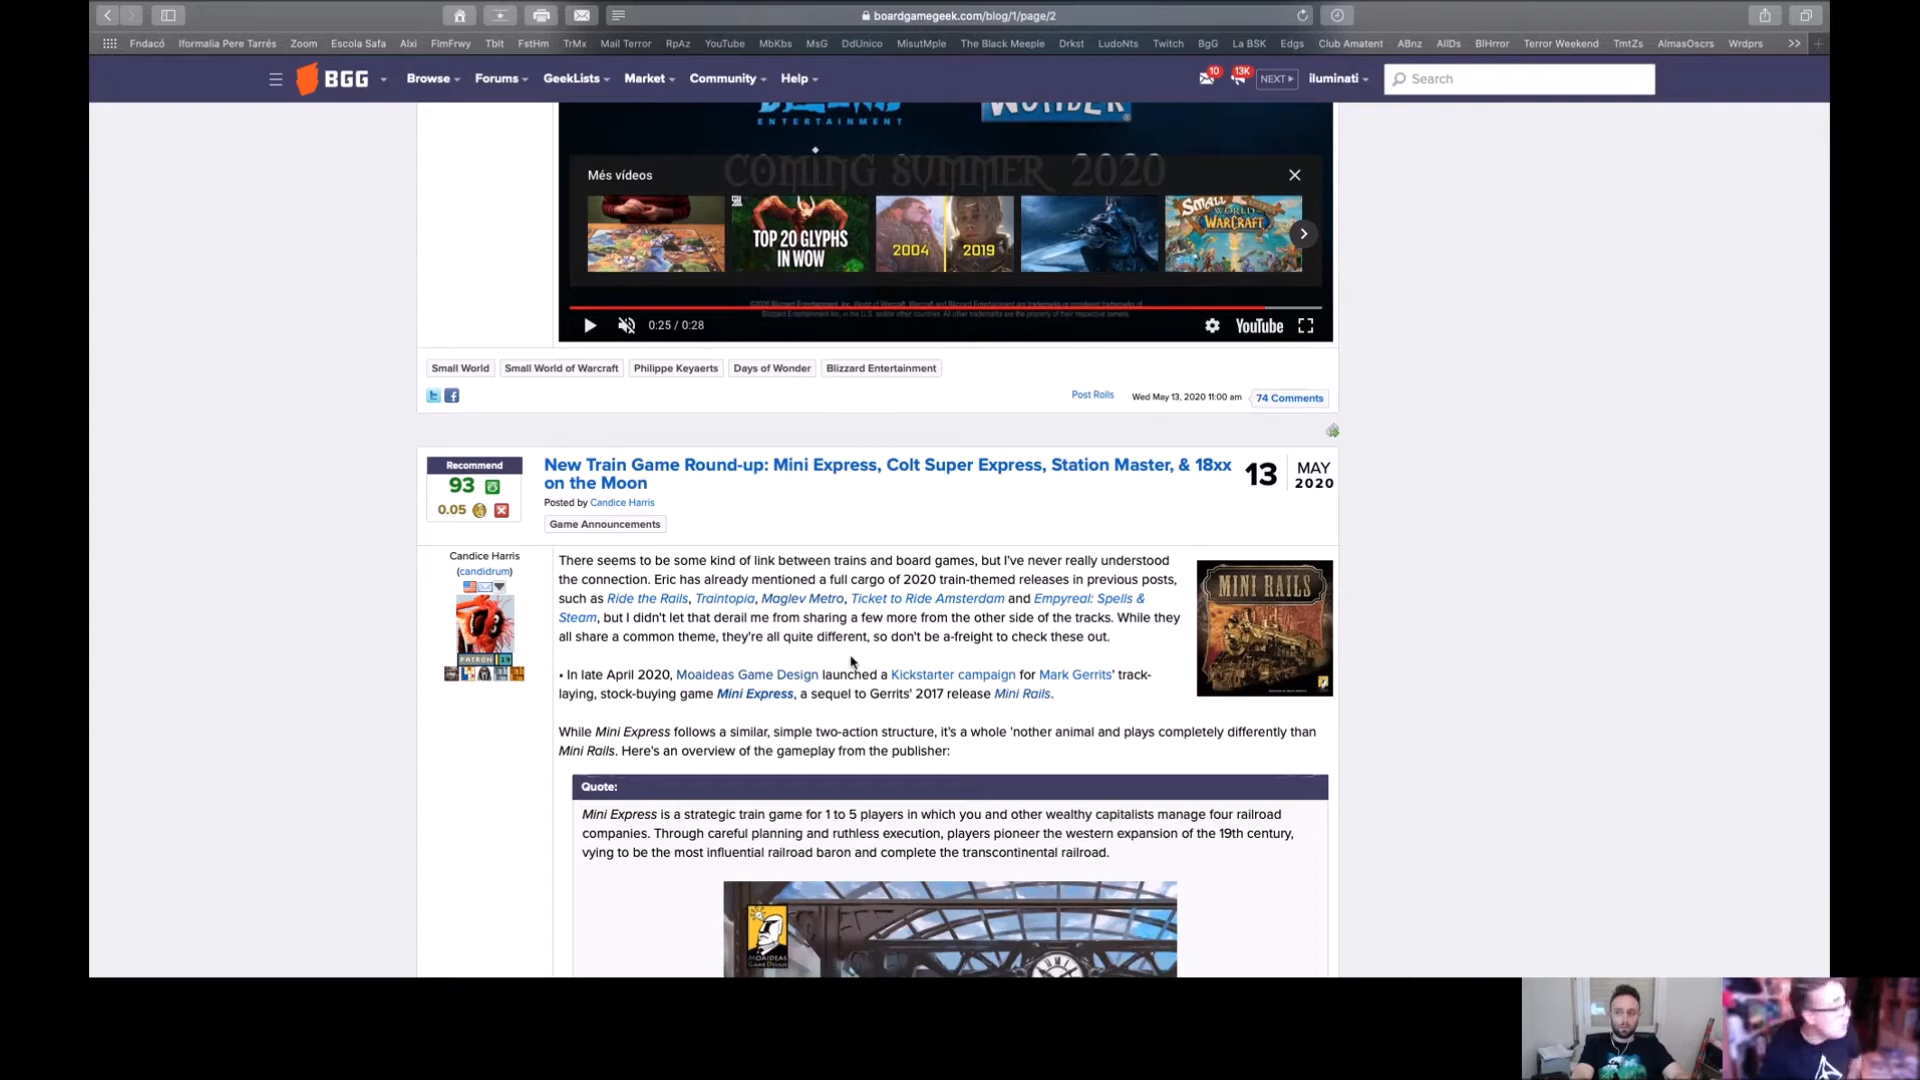 boardgamegeek.com/blog/1/page/2
Fndacó Iformalia Pere Tarrés Zoom Escola Safa Alxi FlmFrwy Tblt FstHm TrMx Mail Terror RpAz YouTube MbKbs MsG DdUnico MisutMple The Black Meeple Drkst LudoNts Twitch BgG La BSK Edgs Club Amatent ABnz AllDs BlHrror Terror Weekend TmtZs AlmasOscrs Wrdprs
BGG Browse Forums GeekLists Market Community Help 10 13K NEXT iluminati Search
ENTERTAINMENT WONDER
COMING SUMMER 2020
Més vídeos
TOP 20 GLYPHS IN WOW
2004 2019
SMALL WORLD OF WARCRAFT
0:25 / 0:28 YouTube
Small World Small World of Warcraft Philippe Keyaerts Days of Wonder Blizzard Entertainment
Post Rolls Wed May 13, 2020 11:00 am 74 Comments
Recommend
93
0.05
New Train Game Round-up: Mini Express, Colt Super Express, Station Master, & 18xx
on the Moon
13 MAY
2020
Posted by Candice Harris
Game Announcements
Candice Harris
(candidrum)
PATRON 19
There seems to be some kind of link between trains and board games, but I've never really understood
the connection. Eric has already mentioned a full cargo of 2020 train-themed releases in previous posts,
such as Ride the Rails, Traintopia, Maglev Metro, Ticket to Ride Amsterdam and Empyreal: Spells &
Steam, but I didn't let that derail me from sharing a few more from the other side of the tracks. While they
all share a common theme, they're all quite different, so don't be a-freight to check these out.
MINI RAILS
• In late April 2020, Moaideas Game Design launched a Kickstarter campaign for Mark Gerrits' track-
laying, stock-buying game Mini Express, a sequel to Gerrits' 2017 release Mini Rails.
While Mini Express follows a similar, simple two-action structure, it's a whole 'nother animal and plays completely differently than
Mini Rails. Here's an overview of the gameplay from the publisher:
Quote:
Mini Express is a strategic train game for 1 to 5 players in which you and other wealthy capitalists manage four railroad
companies. Through careful planning and ruthless execution, players pioneer the western expansion of the 19th century,
vying to be the most influential railroad baron and complete the transcontinental railroad.
MOAIDEAS
GAME DESIGN